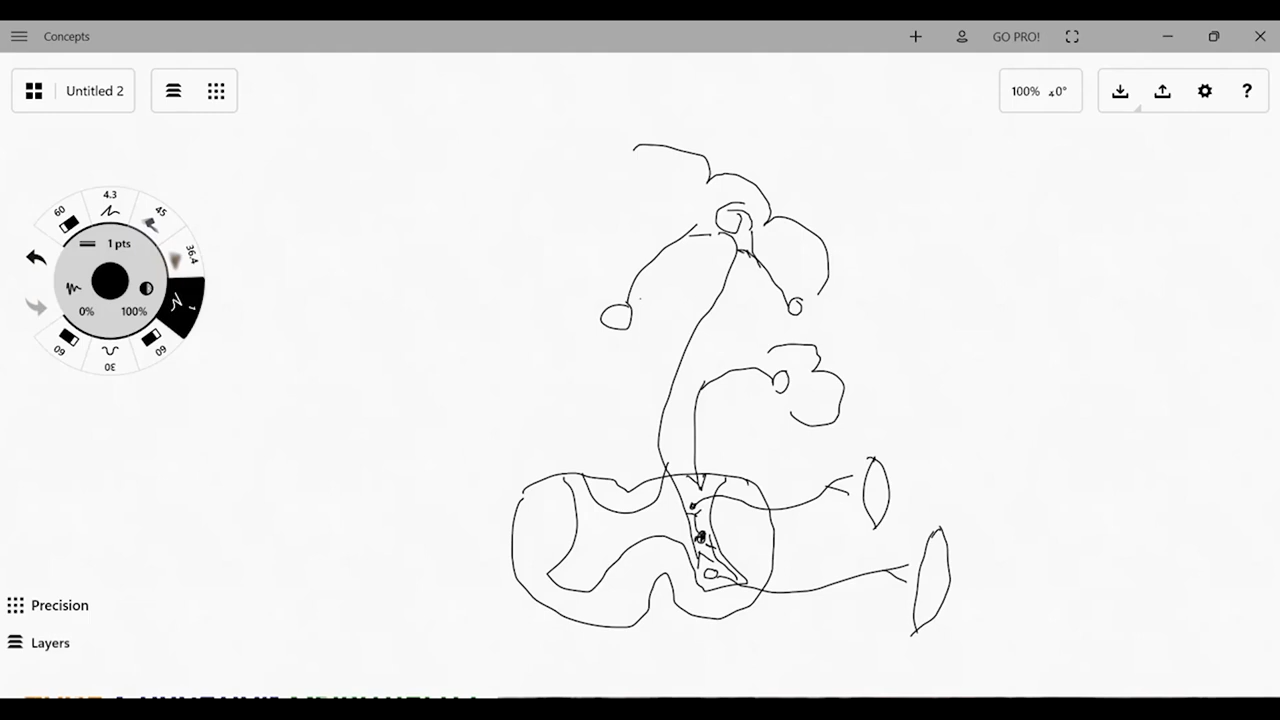 Concepts
GO PRO!
Untitled 2
100% 0°
4.3
60
45
1 pts
36.4
1
0% 100%
60
60
30
Precision
Layers